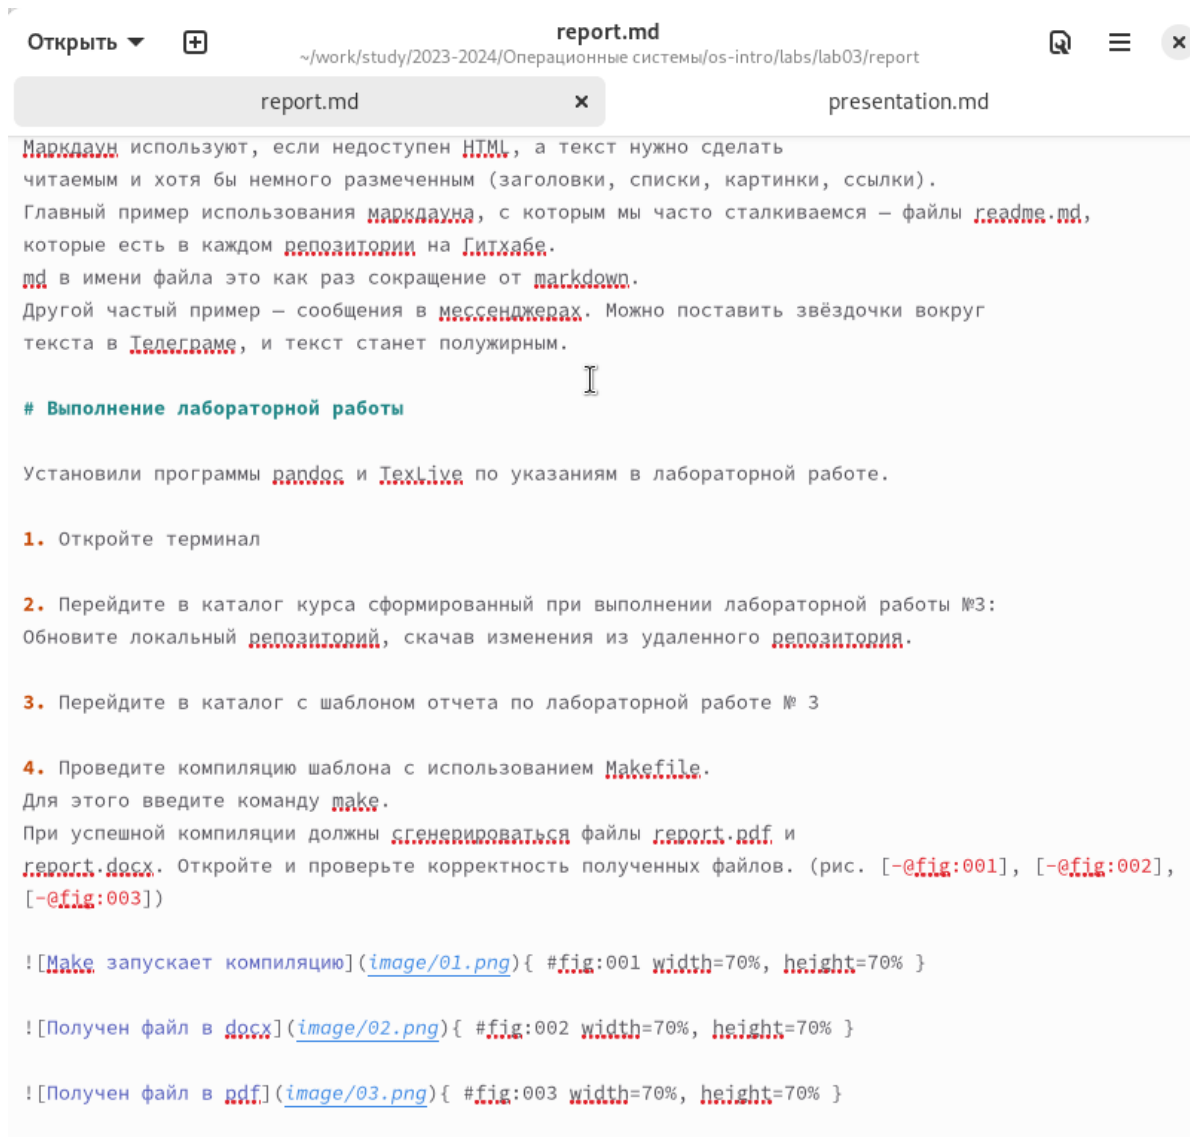 Открыть
report.md
~/work/study/2023-2024/Операционные системы/os-intro/labs/lab03/report
report.md
presentation.md
Маркдаун используют, если недоступен HTML, а текст нужно сделать
читаемым и хотя бы немного размеченным (заголовки, списки, картинки, ссылки).
Главный пример использования маркдауна, с которым мы часто сталкиваемся — файлы readme.md,
которые есть в каждом репозитории на Гитхабе.
md в имени файла это как раз сокращение от markdown.
Другой частый пример — сообщения в мессенджерах. Можно поставить звёздочки вокруг
текста в Телеграме, и текст станет полужирным.
# Выполнение лабораторной работы
Установили программы pandoc и TexLive по указаниям в лабораторной работе.
1. Откройте терминал
2. Перейдите в каталог курса сформированный при выполнении лабораторной работы №3:
Обновите локальный репозиторий, скачав изменения из удаленного репозитория.
3. Перейдите в каталог с шаблоном отчета по лабораторной работе № 3
4. Проведите компиляцию шаблона с использованием Makefile.
Для этого введите команду make.
При успешной компиляции должны сгенерироваться файлы report.pdf и
report.docx. Откройте и проверьте корректность полученных файлов. (рис. [-@fig:001], [-@fig:002],
[-@fig:003])
![Make запускает компиляцию](image/01.png){ #fig:001 width=70%, height=70% }
![Получен файл в docx](image/02.png){ #fig:002 width=70%, height=70% }
![Получен файл в pdf](image/03.png){ #fig:003 width=70%, height=70% }